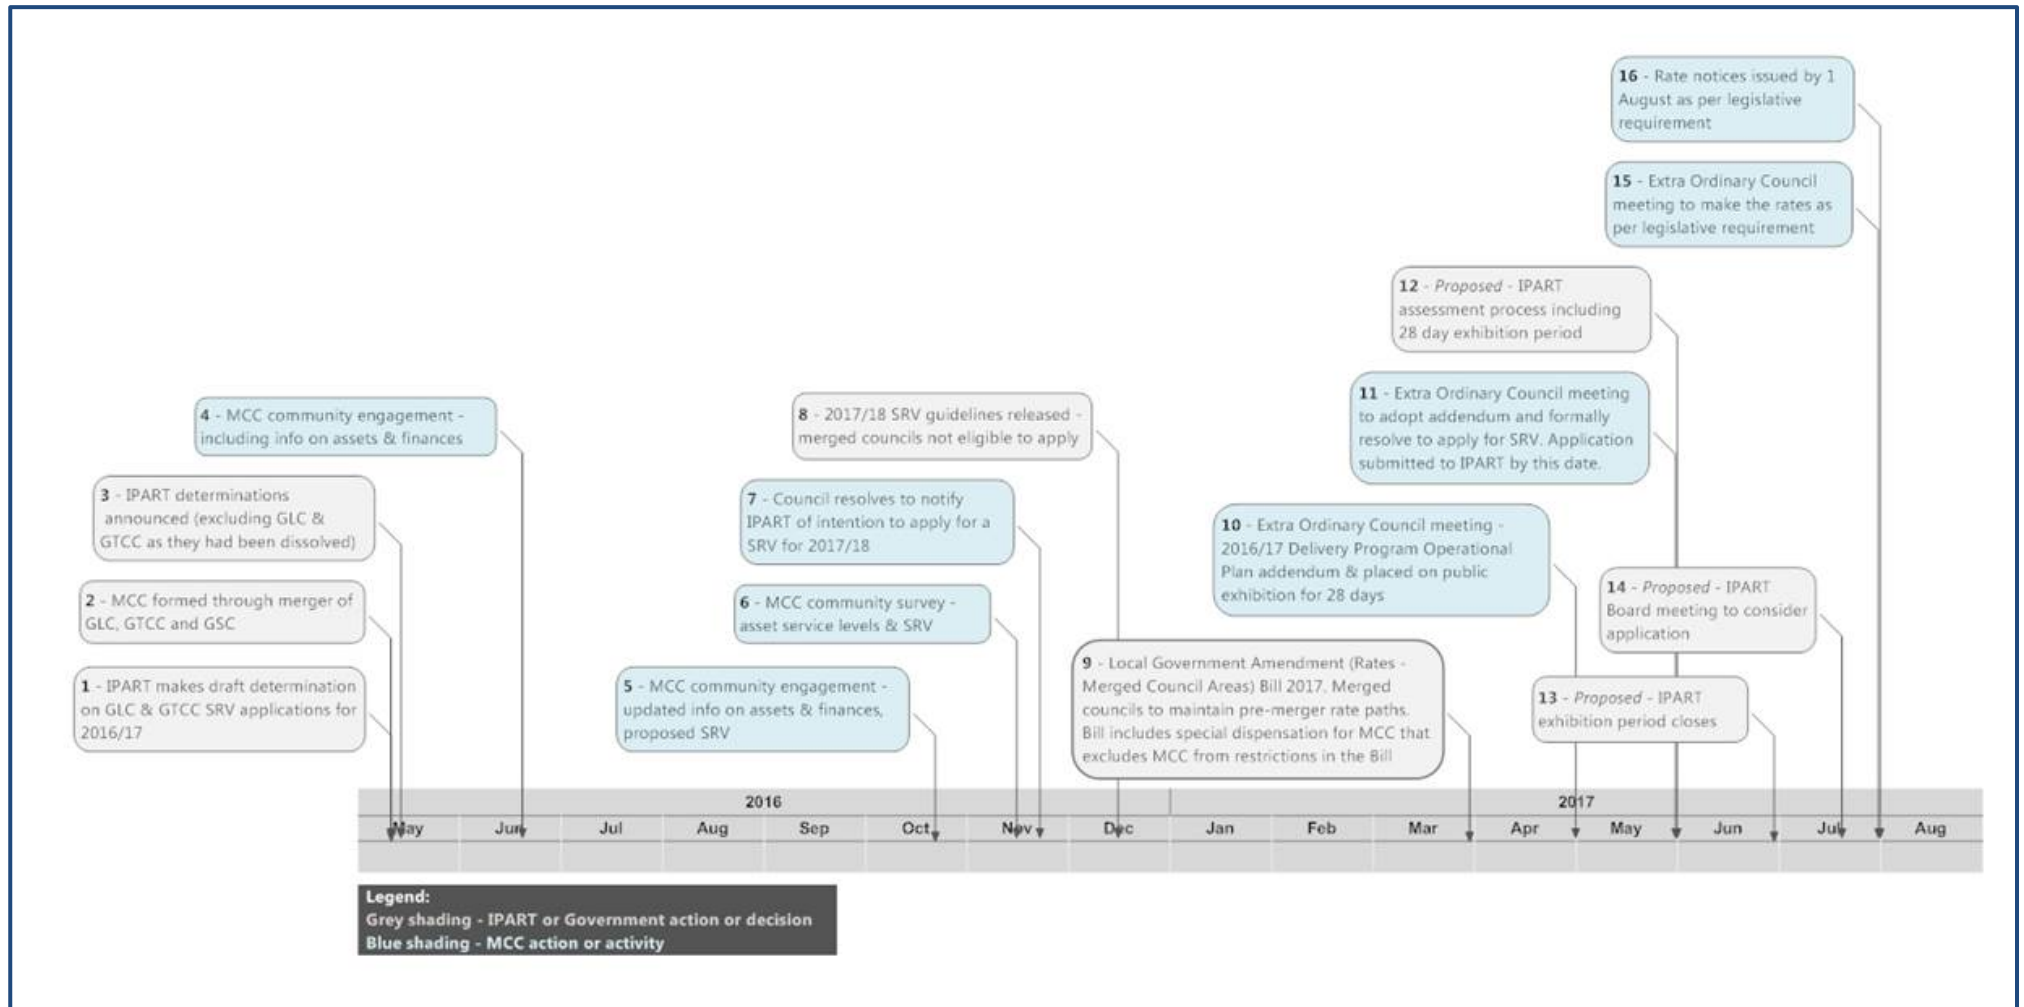 16 - Rate notices issued by 1
August as per legislative
requirement
15 - Extra Ordinary Council
meeting to make the rates as
per legislative requirement
12 - Proposed - IPART
assessment process including
28 day exhibition period
11 - Extra Ordinary Council meeting
to adopt addendum and formally
resolve to apply for SRV. Application
submitted to IPART by this date.
4 - MCC community engagement -
including info on assets & finances
8 - 2017/18 SRV guidelines released -
merged councils not eligible to apply
3 - IPART determinations
announced (excluding GLC &
GTCC as they had been dissolved)
7 - Council resolves to notify
IPART of intention to apply for a
SRV for 2017/18
10 - Extra Ordinary Council meeting -
2016/17 Delivery Program Operational
Plan addendum & placed on public
exhibition for 28 days
2 - MCC formed through merger of
GLC, GTCC and GSC
6 - MCC community survey -
asset service levels & SRV
14 - Proposed - IPART
Board meeting to consider
application
1 - IPART makes draft determination
on GLC & GTCC SRV applications for
2016/17
5 - MCC community engagement -
updated info on assets & finances,
proposed SRV
9 - Local Government Amendment (Rates -
Merged Council Areas) Bill 2017. Merged
councils to maintain pre-merger rate paths.
Bill includes special dispensation for MCC that
excludes MCC from restrictions in the Bill
13 - Proposed - IPART
exhibition period closes
2016 2017
May Jun Jul Aug Sep Oct Nov Dec Jan Feb Mar Apr May Jun Jul Aug
Legend:
Grey shading - IPART or Government action or decision
Blue shading - MCC action or activity